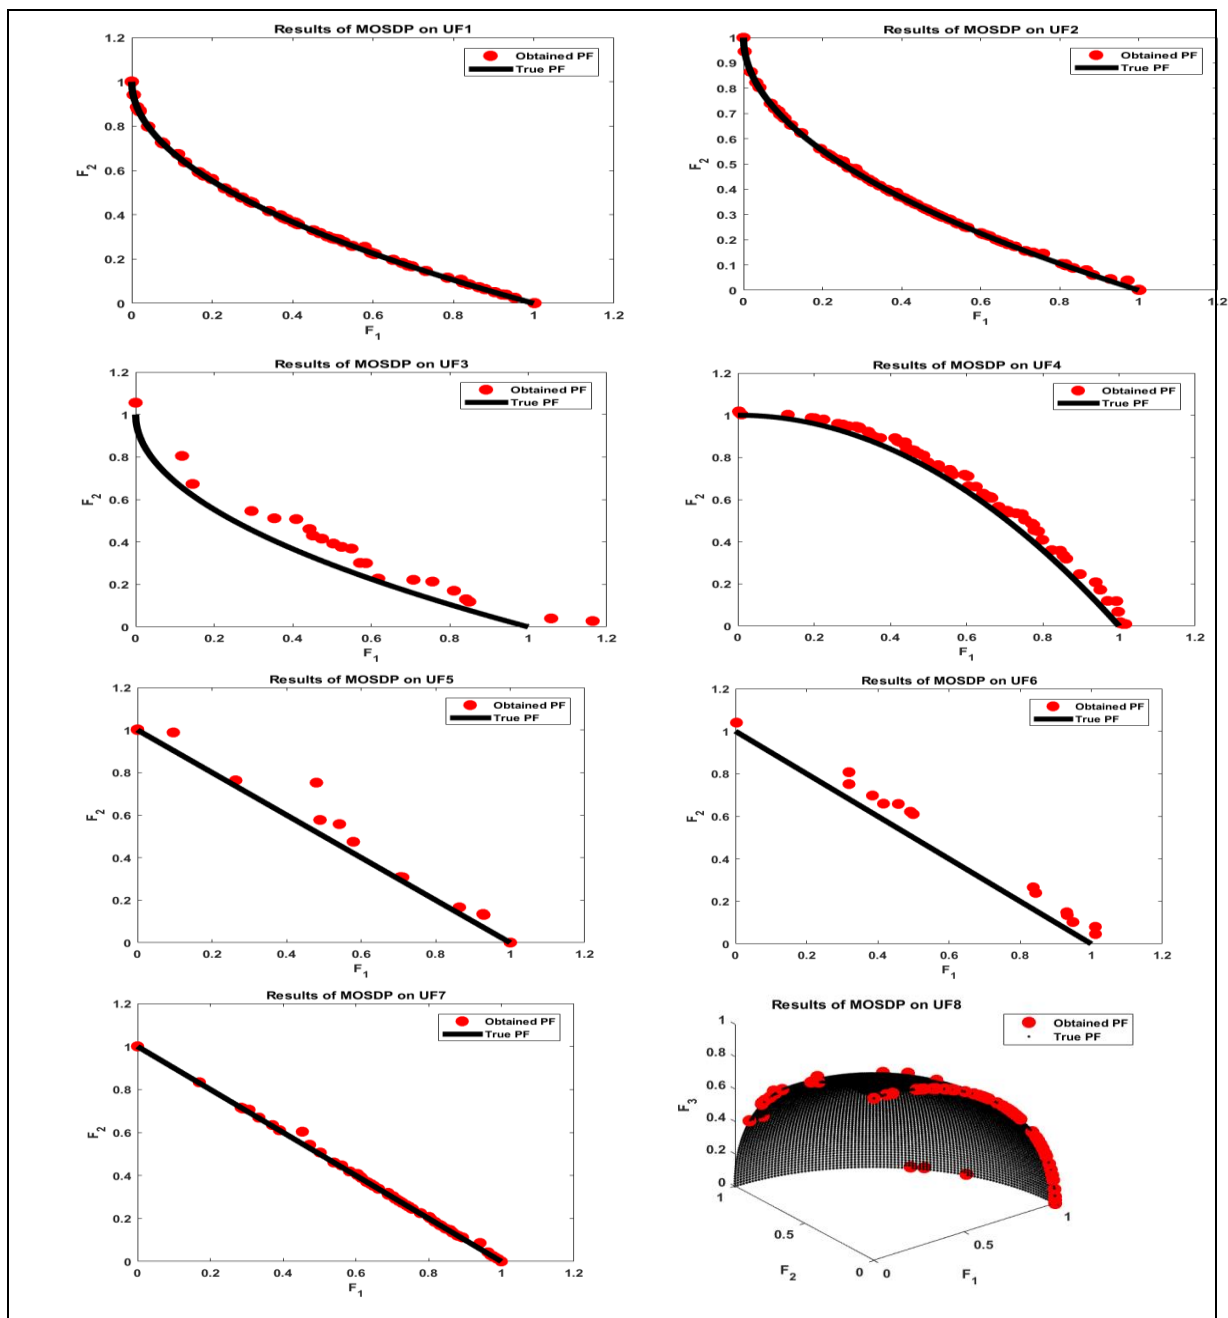 Results of MOSDP on UF1
Obtained PF
True PF
1.2
1
0.8
0.6
0.4
0.2
0
F2
0 0.2 0.4 0.6 0.8 1 1.2
F1
Results of MOSDP on UF2
Obtained PF
True PF
1
0.9
0.8
0.7
0.6
0.5
0.4
0.3
0.2
0.1
0
F2
0 0.2 0.4 0.6 0.8 1 1.2
F1
Results of MOSDP on UF3
Obtained PF
True PF
1.2
1
0.8
0.6
0.4
0.2
0
F2
0 0.2 0.4 0.6 0.8 1 1.2
F1
Results of MOSDP on UF4
Obtained PF
True PF
1.2
1
0.8
0.6
0.4
0.2
0
F2
0 0.2 0.4 0.6 0.8 1 1.2
F1
Results of MOSDP on UF5
Obtained PF
True PF
1.2
1
0.8
0.6
0.4
0.2
0
F2
0 0.2 0.4 0.6 0.8 1 1.2
F1
Results of MOSDP on UF6
Obtained PF
True PF
1.2
1
0.8
0.6
0.4
0.2
0
F2
0 0.2 0.4 0.6 0.8 1 1.2
F1
Results of MOSDP on UF7
Obtained PF
True PF
1.2
1
0.8
0.6
0.4
0.2
0
F2
0 0.2 0.4 0.6 0.8 1 1.2
F1
Results of MOSDP on UF8
Obtained PF
True PF
1
0.8
0.6
0.4
0.2
0
F3
1
0.5
0
F2
0
0.5
1
F1